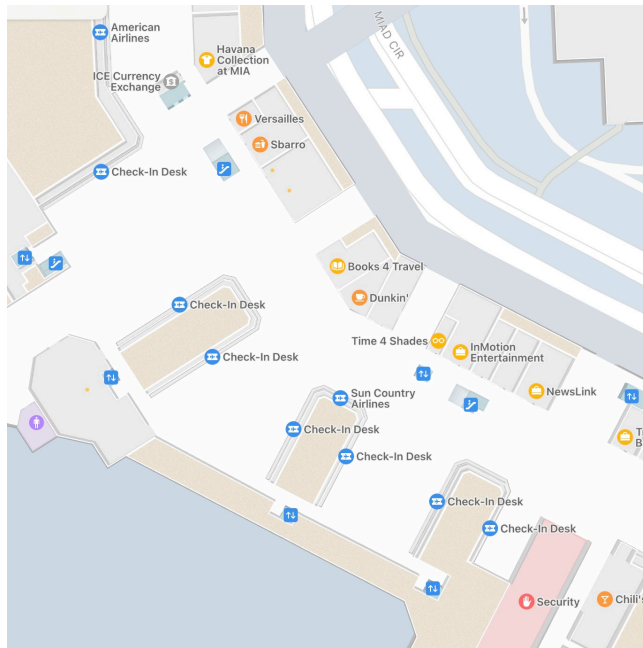 American
Airlines
MIAD CIR
Havana
Collection
at MIA
ICE Currency
Exchange
Versailles
Sbarro
Check-In Desk
Books 4 Travel
Dunkin'
Check-In Desk
Time 4 Shades
InMotion
Entertainment
Check-In Desk
NewsLink
Sun Country
Airlines
Check-In Desk
Check-In Desk
Check-In Desk
Check-In Desk
Security
Chili's